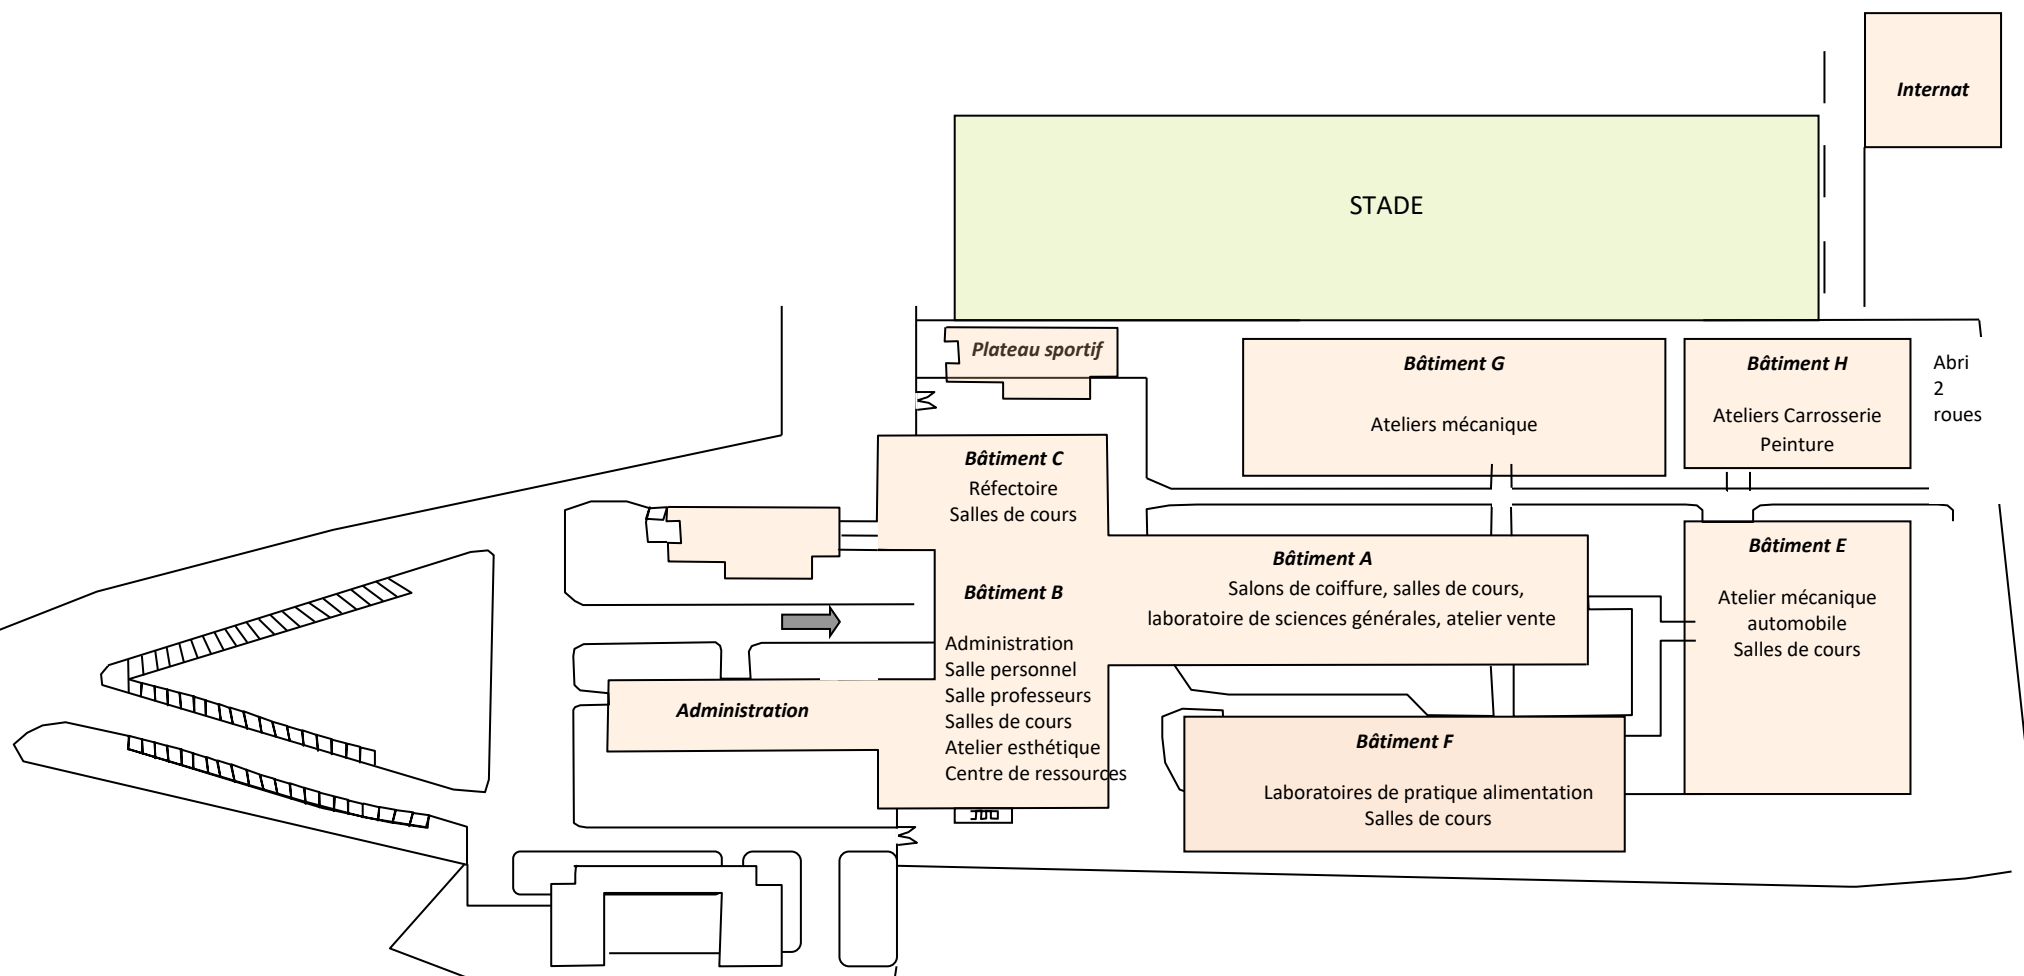 Internat
STADE
Plateau sportif
Bâtiment G
Ateliers mécanique
Bâtiment H
Ateliers Carrosserie
Peinture
Abri
2
roues
Bâtiment C
Réfectoire
Salles de cours
Bâtiment A
Salons de coiffure, salles de cours,
laboratoire de sciences générales, atelier vente
Bâtiment E
Atelier mécanique
automobile
Salles de cours
Bâtiment B
Administration
Salle personnel
Salle professeurs
Salles de cours
Atelier esthétique
Centre de ressources
Administration
Bâtiment F
Laboratoires de pratique alimentation
Salles de cours